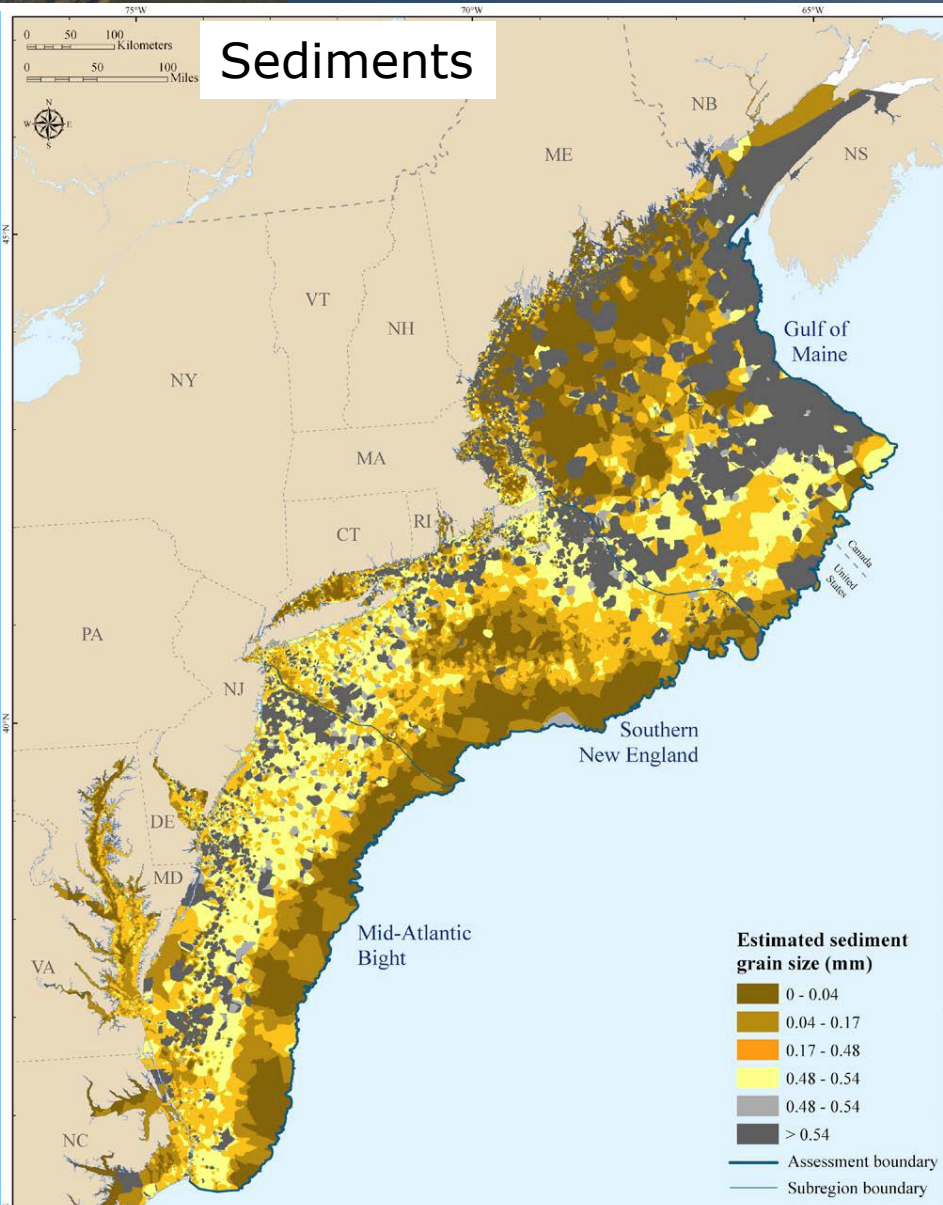 75°W
70°W
65°W
0 50 100
Kilometers
0 50 100
Miles
Sediments
N
W E
S
NB
ME
NS
45°N
VT
NH
Gulf of
Maine
NY
MA
CT
RI
Canada
United
States
PA
NJ
40°N
Southern
New England
DE
MD
Mid-Atlantic
Bight
VA
NC
Estimated sediment
grain size (mm)
0 - 0.04
0.04 - 0.17
0.17 - 0.48
0.48 - 0.54
0.48 - 0.54
> 0.54
Assessment boundary
Subregion boundary